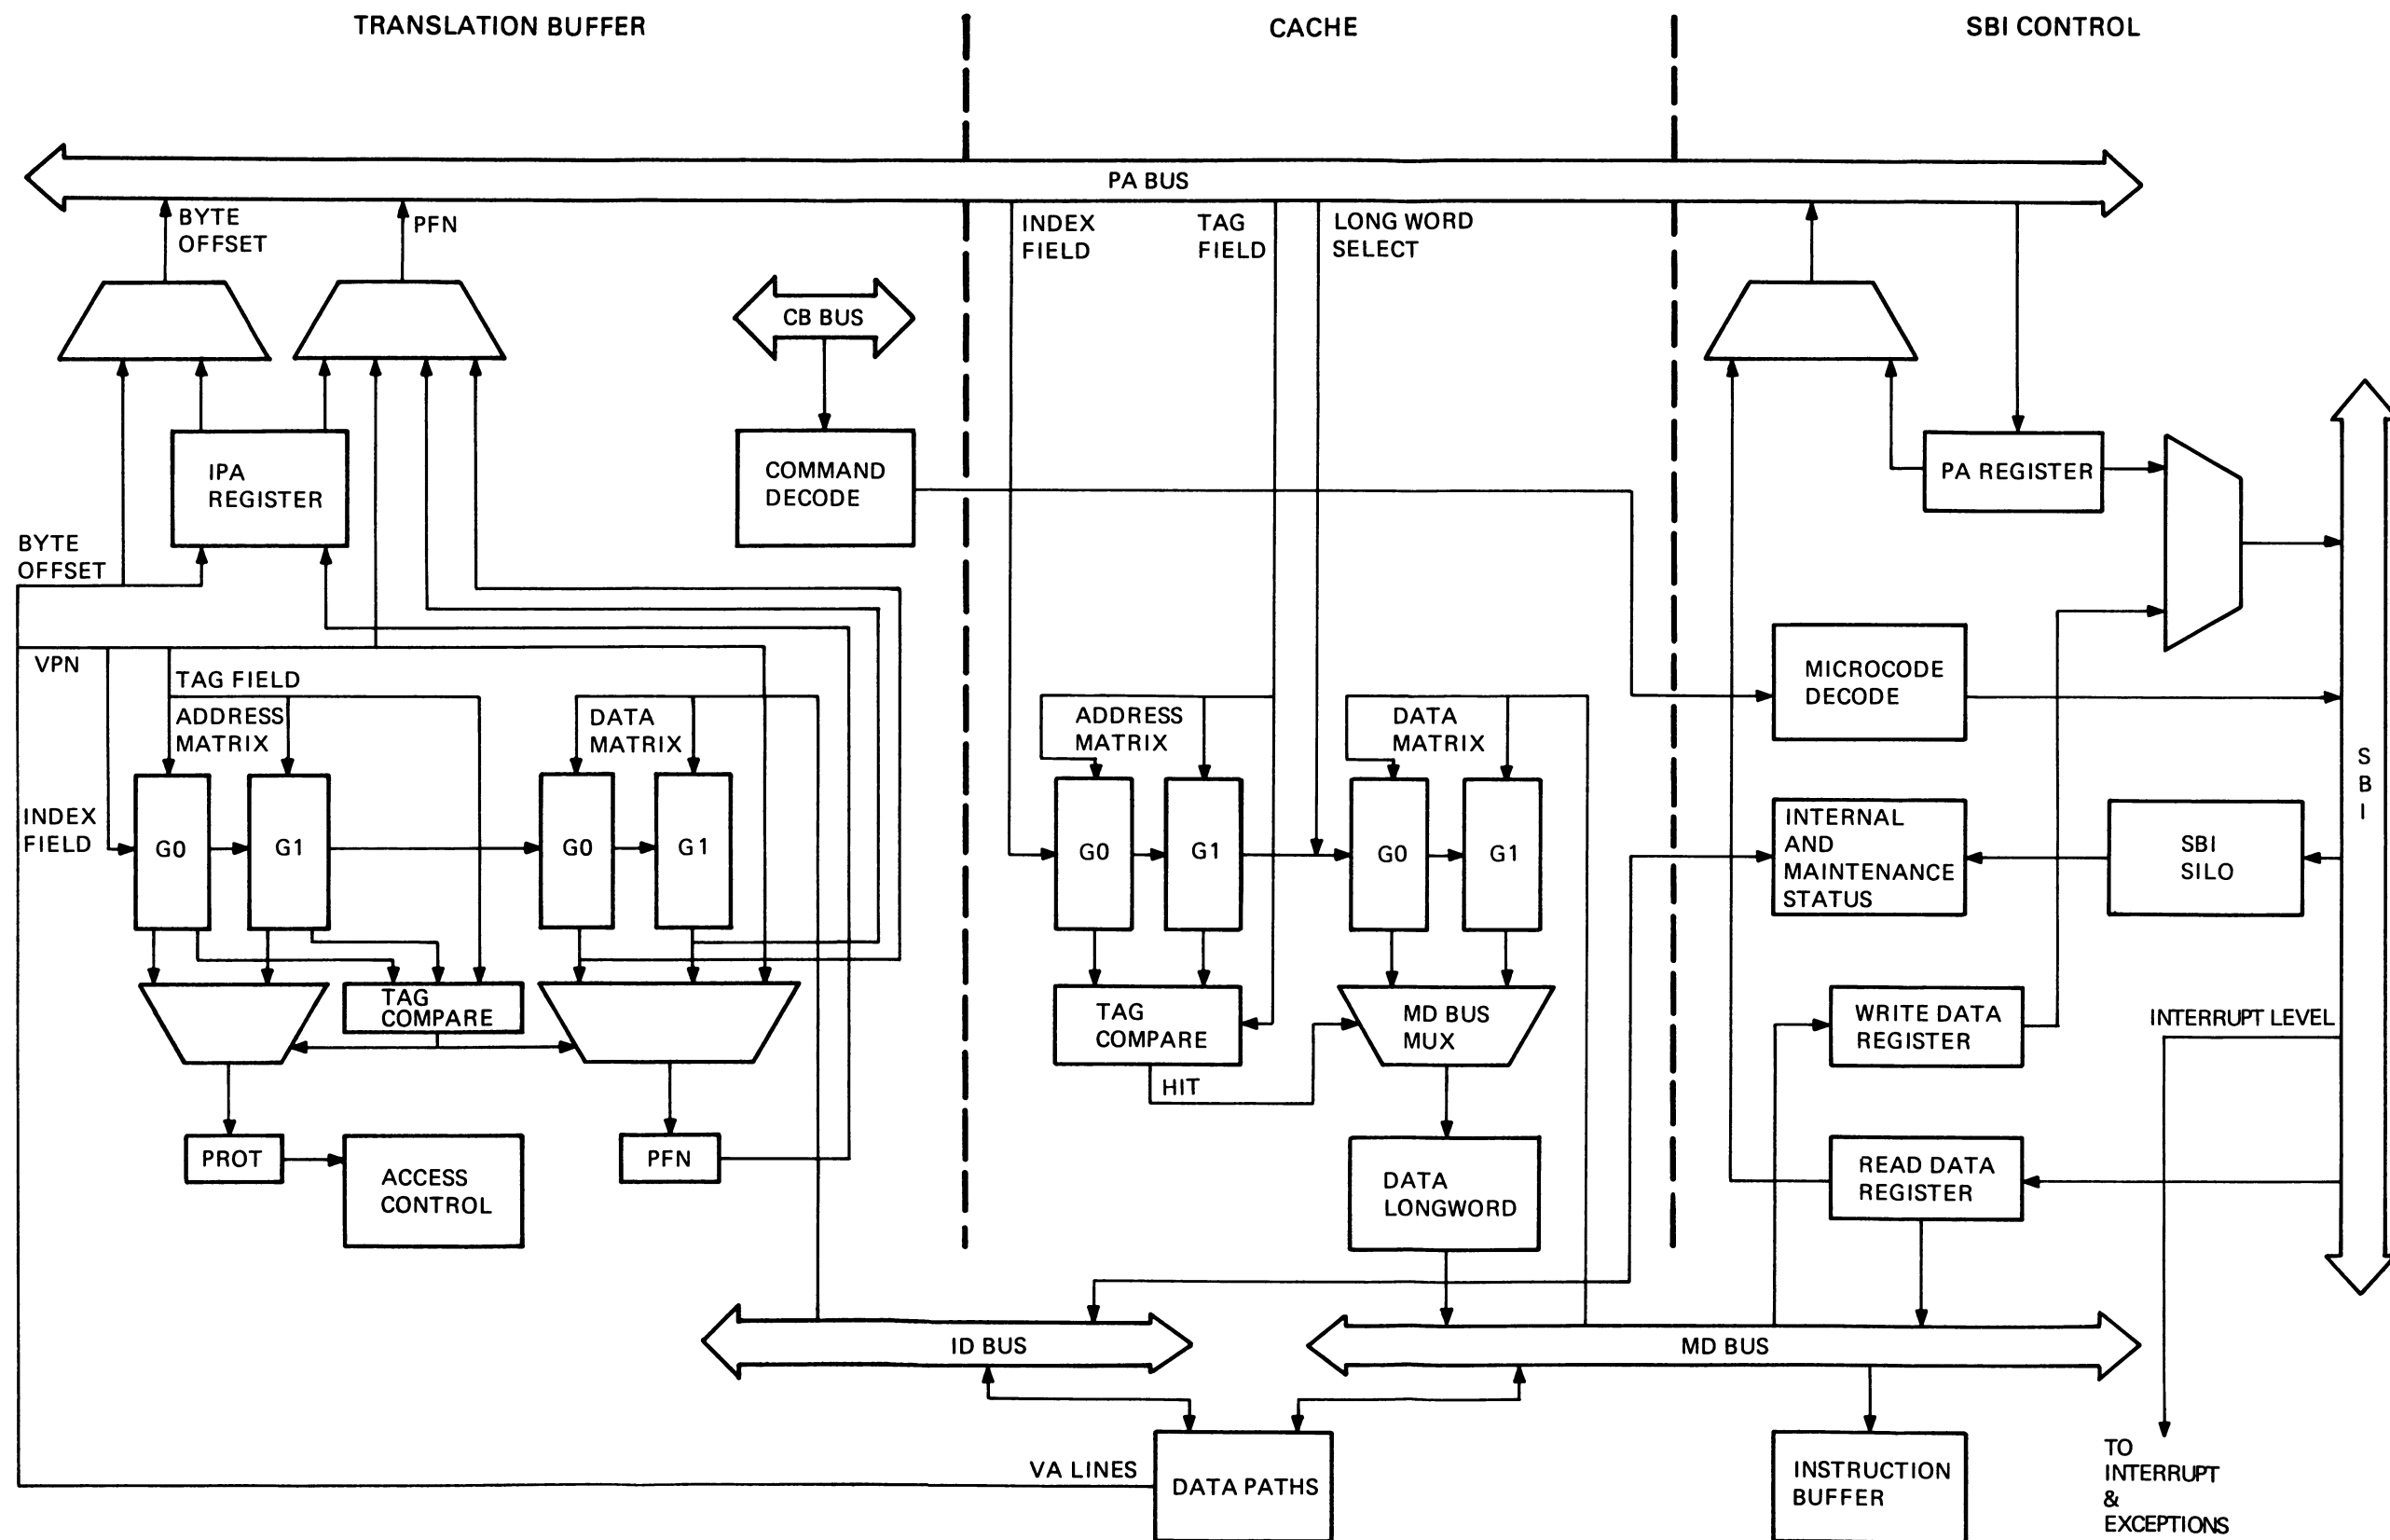 TRANSLATION BUFFER
CACHE
SBI CONTROL
PA BUS
BYTE
OFFSET
PFN
INDEX
FIELD
TAG
FIELD
LONG WORD
SELECT
CB BUS
IPA
REGISTER
COMMAND
DECODE
PA REGISTER
BYTE
OFFSET
VPN
TAG FIELD
ADDRESS
MATRIX
DATA
MATRIX
ADDRESS
MATRIX
DATA
MATRIX
MICROCODE
DECODE
S
B
I
INDEX
FIELD
G0
G1
G0
G1
G0
G1
G0
G1
INTERNAL
AND
MAINTENANCE
STATUS
SBI
SILO
TAG
COMPARE
TAG
COMPARE
MD BUS
MUX
WRITE DATA
REGISTER
INTERRUPT LEVEL
HIT
PROT
ACCESS
CONTROL
PFN
DATA
LONGWORD
READ DATA
REGISTER
ID BUS
MD BUS
VA LINES
DATA PATHS
INSTRUCTION
BUFFER
TO
INTERRUPT
&
EXCEPTIONS